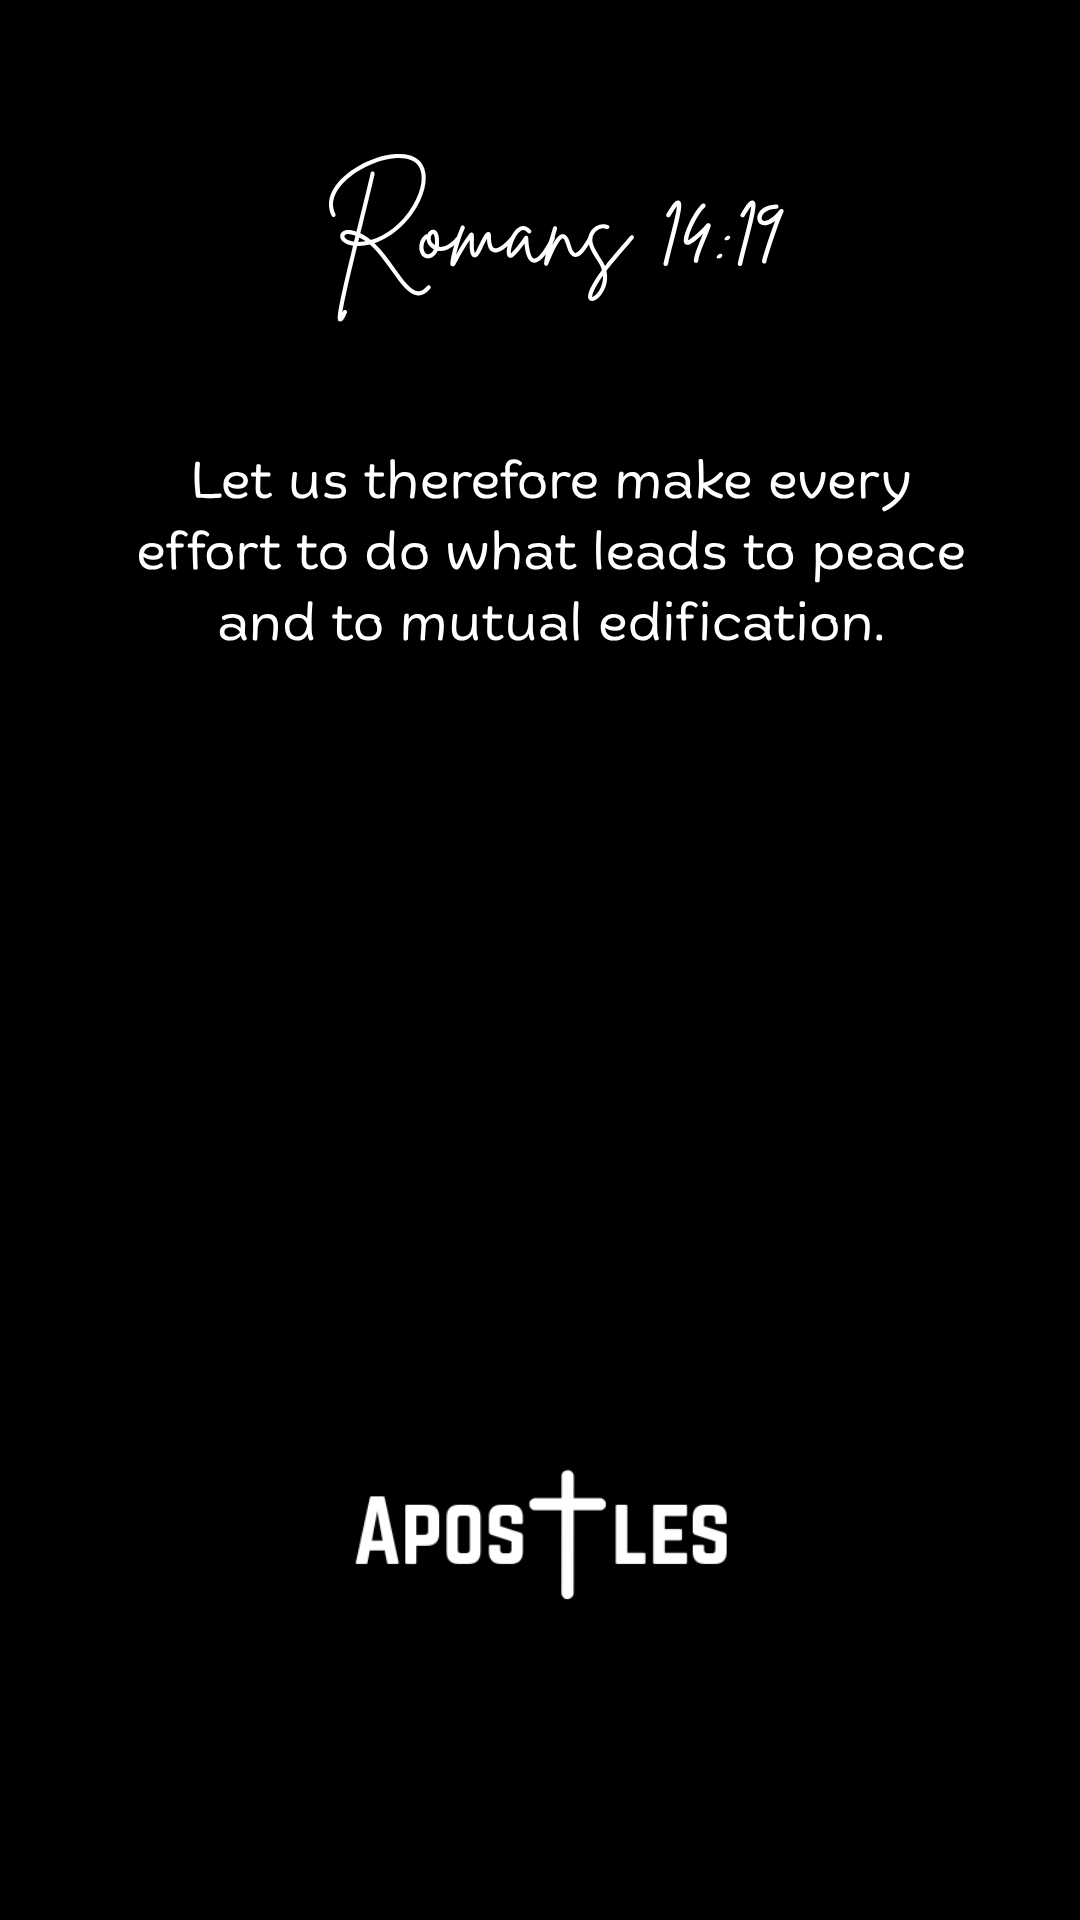 Romans 14:19
Let us therefore make every
effort to do what leads to peace
and to mutual edification.
Apostles